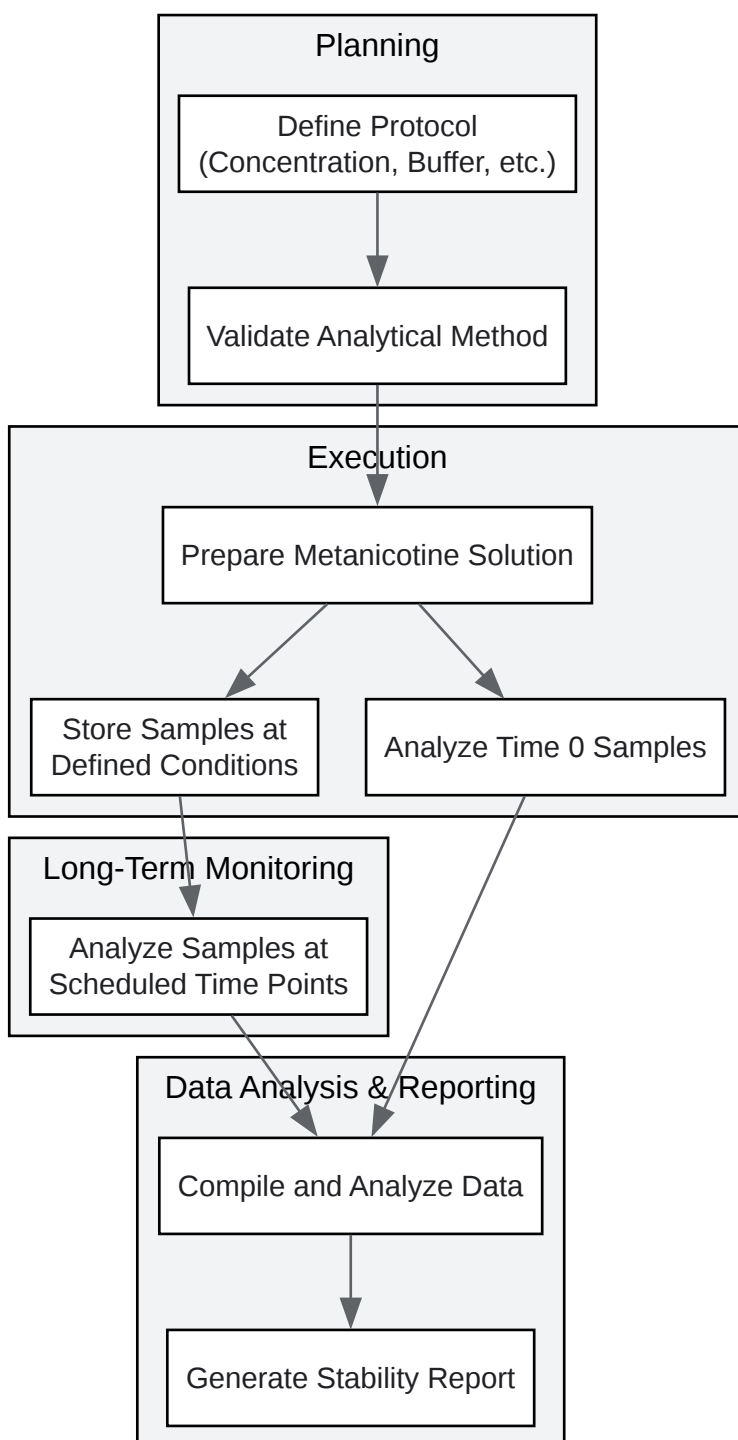 Planning
Define Protocol
(Concentration, Buffer, etc.)
Validate Analytical Method
Execution
Prepare Metanicotine Solution
Store Samples at
Defined Conditions
Analyze Time 0 Samples
Long-Term Monitoring
Analyze Samples at
Scheduled Time Points
Data Analysis & Reporting
Compile and Analyze Data
Generate Stability Report